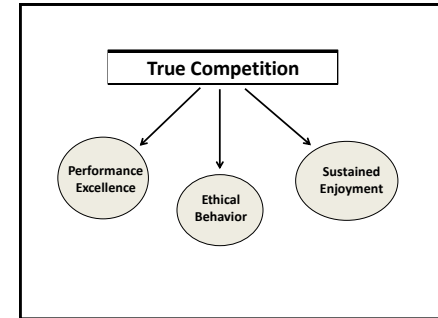 True Competition
Performance
Excellence
Ethical
Behavior
Sustained
Enjoyment